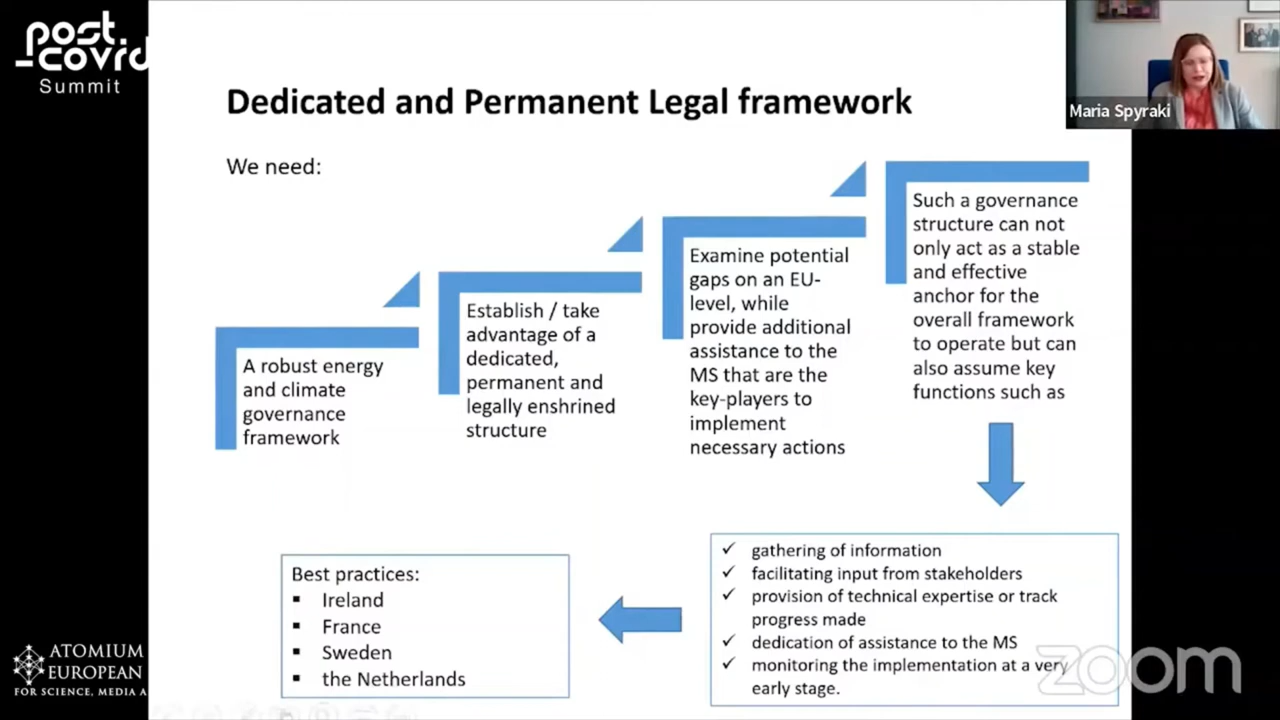 post
-covid
Summit
Dedicated and Permanent Legal framework
Maria Spyraki
We need:
A robust energy
and climate
governance
framework
Establish / take
advantage of a
dedicated,
permanent and
legally enshrined
structure
Examine potential
gaps on an EU-
level, while
provide additional
assistance to the
MS that are the
key-players to
implement
necessary actions
Such a governance
structure can not
only act as a stable
and effective
anchor for the
overall framework
to operate but can
also assume key
functions such as
✓ gathering of information
✓ facilitating input from stakeholders
✓ provision of technical expertise or track
progress made
✓ dedication of assistance to the MS
✓ monitoring the implementation at a very
early stage.
Best practices:
▪ Ireland
▪ France
▪ Sweden
▪ the Netherlands
ATOMIUM
EUROPEAN
FOR SCIENCE, MEDIA A
zoom